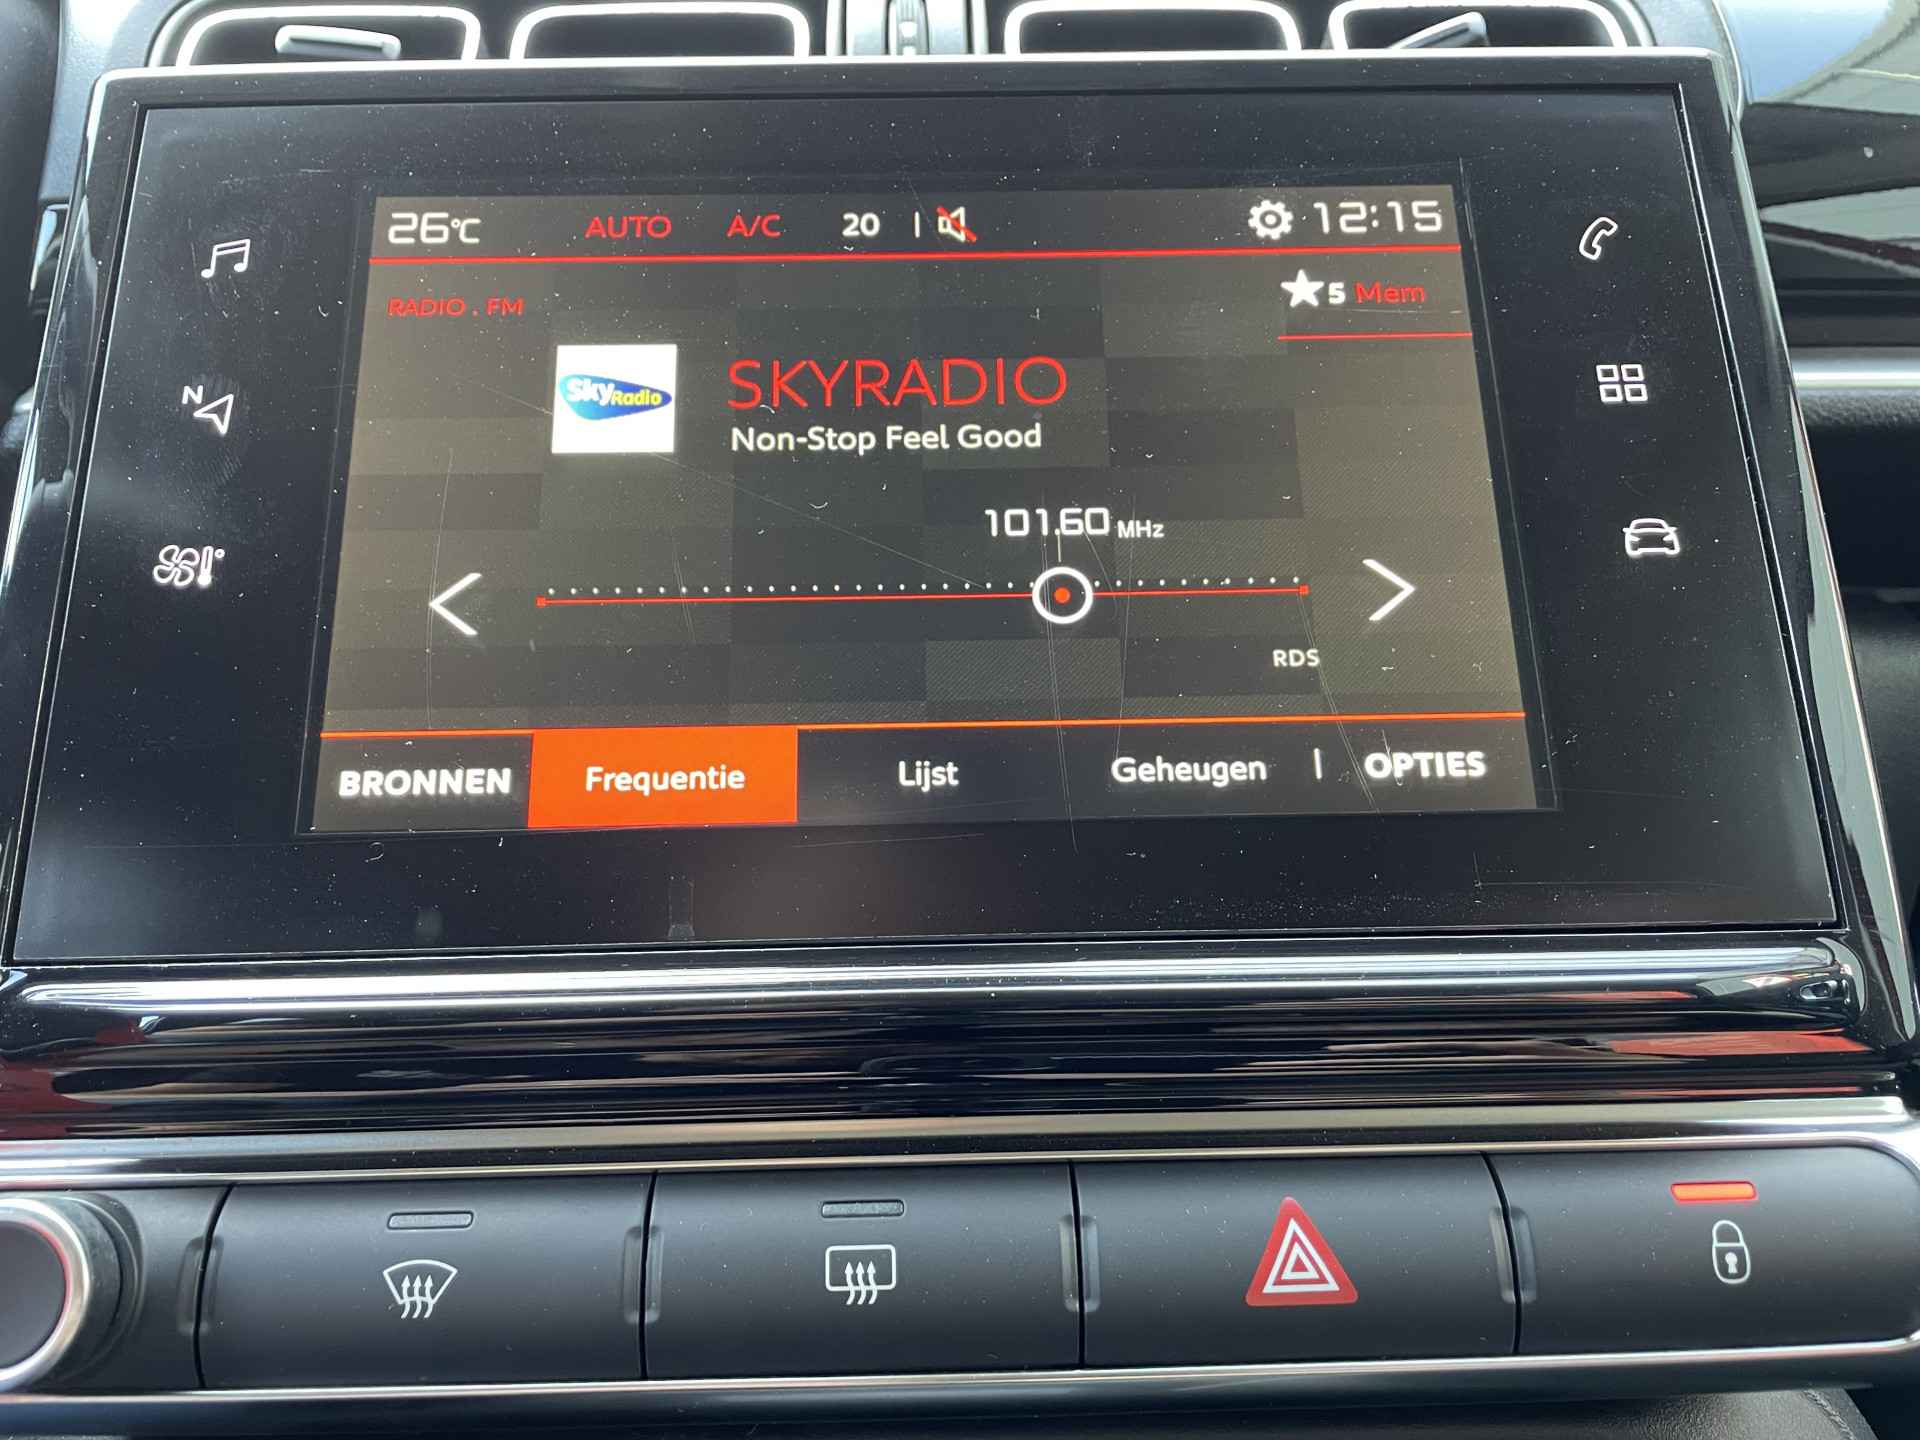 26°C AUTO A/C 20 12:15
RADIO . FM
5 Mem
Sky Radio
SKYRADIO
Non-Stop Feel Good
N
101.60 MHz
RDS
BRONNEN Frequentie Lijst Geheugen OPTIES